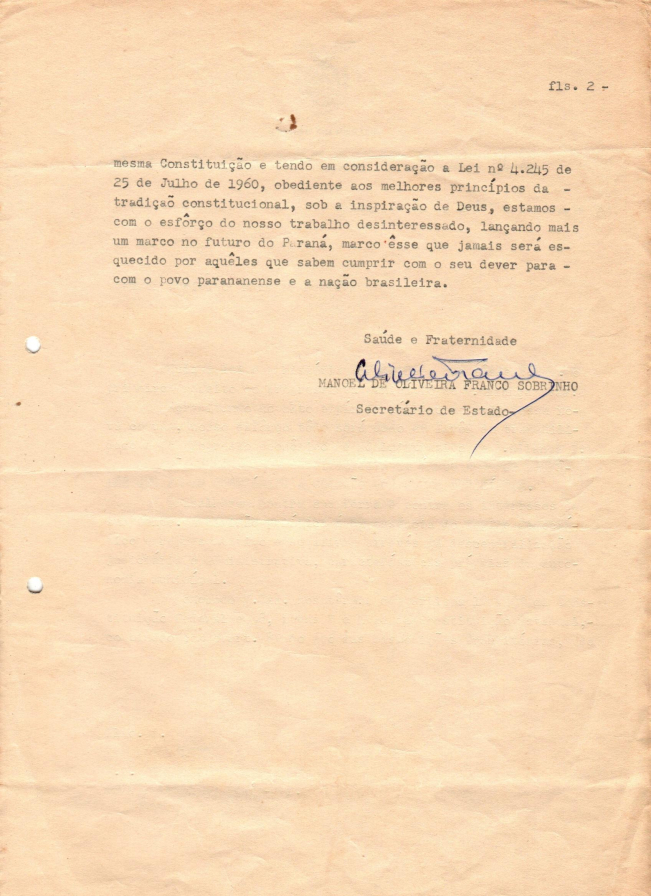 fls. 2 -
mesma Constituição e tendo em consideração a Lei nº 4.245 de
25 de Julho de 1960, obediente aos melhores princípios da -
tradiçaõ constitucional, sob a inspiração de Deus, estamos -
com o esfôrço do nosso trabalho desinteressado, lançando mais
um marco no futuro do Paraná, marco êsse que jamais será es-
quecido por aquêles que sabem cumprir com o seu dever para -
com o povo parananense e a nação brasileira.
Saúde e Fraternidade
MANOEL DE OLIVEIRA FRANCO SOBRINHO
Secretário de Estado